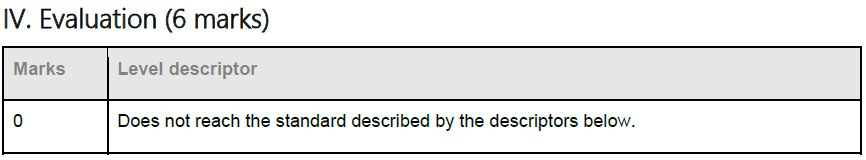 IV. Evaluation (6 marks)
Marks Level descriptor
0 Does not reach the standard described by the descriptors below.